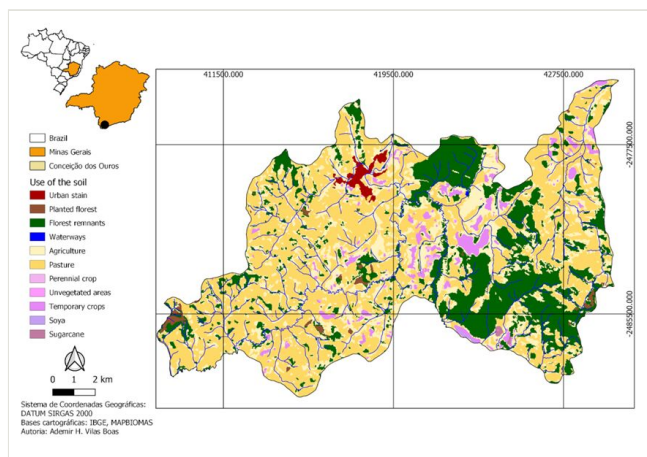 411500.000
419500.000
427500.000
-2477500.000
-2485500.000
Brazil
Minas Gerais
Conceição dos Ouros
Use of the soil
Urban stain
Planted florest
Florest remnants
Waterways
Agriculture
Pasture
Perennial crop
Unvegetated areas
Temporary crops
Soya
Sugarcane
0 1 2 km
Sistema de Coordenadas Geográficas:
DATUM SIRGAS 2000
Bases cartográficas: IBGE, MAPBIOMAS
Autoria: Ademir H. Vilas Boas